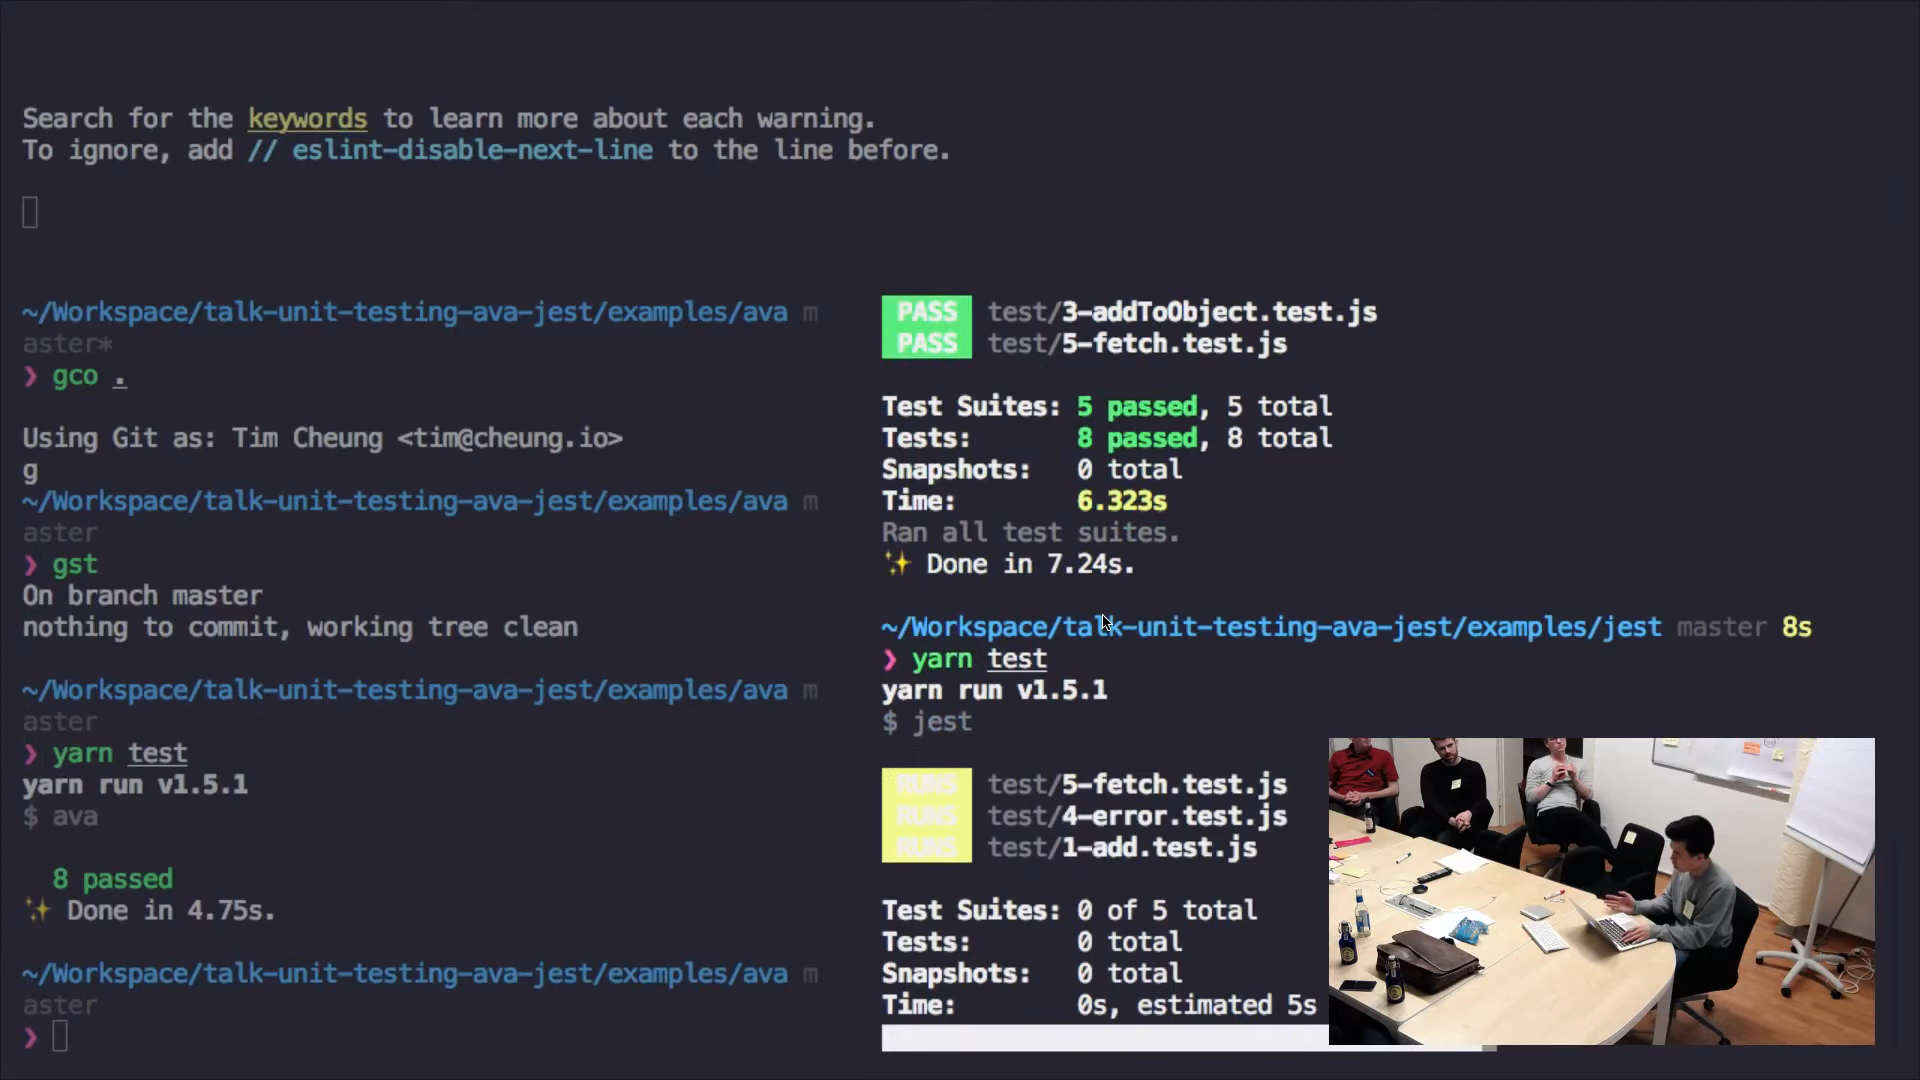 Search for the keywords to learn more about each warning.
To ignore, add // eslint-disable-next-line to the line before.
~/Workspace/talk-unit-testing-ava-jest/examples/ava m
aster*
❯ gco .
Using Git as: Tim Cheung <tim@cheung.io>
g
~/Workspace/talk-unit-testing-ava-jest/examples/ava m
aster
❯ gst
On branch master
nothing to commit, working tree clean
~/Workspace/talk-unit-testing-ava-jest/examples/ava m
aster
❯ yarn test
yarn run v1.5.1
$ ava
8 passed
✨ Done in 4.75s.
~/Workspace/talk-unit-testing-ava-jest/examples/ava m
aster
❯
PASS test/3-addToObject.test.js
PASS test/5-fetch.test.js
Test Suites: 5 passed, 5 total
Tests: 8 passed, 8 total
Snapshots: 0 total
Time: 6.323s
Ran all test suites.
✨ Done in 7.24s.
~/Workspace/talk-unit-testing-ava-jest/examples/jest master 8s
❯ yarn test
yarn run v1.5.1
$ jest
RUNS test/5-fetch.test.js
RUNS test/4-error.test.js
RUNS test/1-add.test.js
Test Suites: 0 of 5 total
Tests: 0 total
Snapshots: 0 total
Time: 0s, estimated 5s